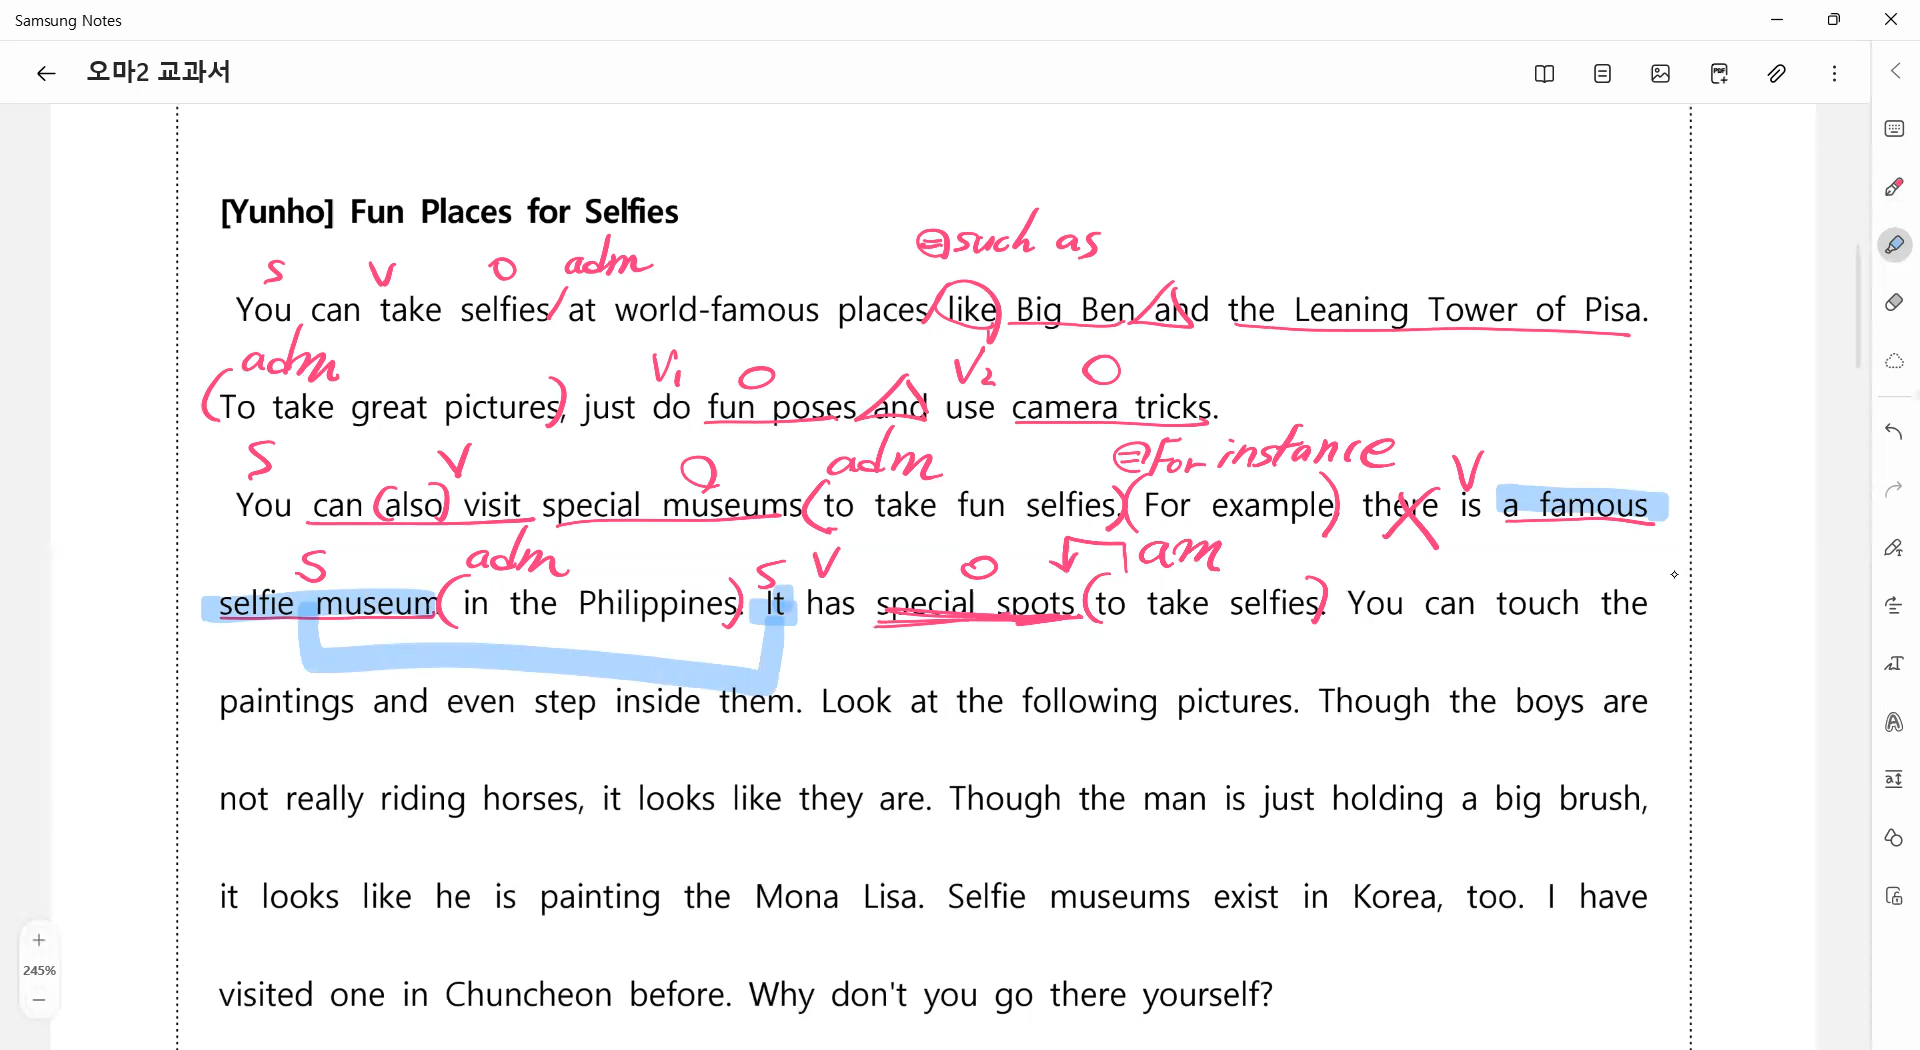 Samsung Notes
오마2 교과서
[Yunho] Fun Places for Selfies
≡such as
S V O adm
You can take selfies/ at world-famous places/ like Big Ben and the Leaning Tower of Pisa.
adm V1 O V2 O
(To take great pictures), just do fun poses and use camera tricks.
S V O adm ≡For instance V
You can (also) visit special museums (to take fun selfies.) (For example) there is a famous
S adm S V O am
selfie museum (in the Philippines). It has special spots (to take selfies). You can touch the
paintings and even step inside them. Look at the following pictures. Though the boys are
not really riding horses, it looks like they are. Though the man is just holding a big brush,
it looks like he is painting the Mona Lisa. Selfie museums exist in Korea, too. I have
visited one in Chuncheon before. Why don't you go there yourself?
245%